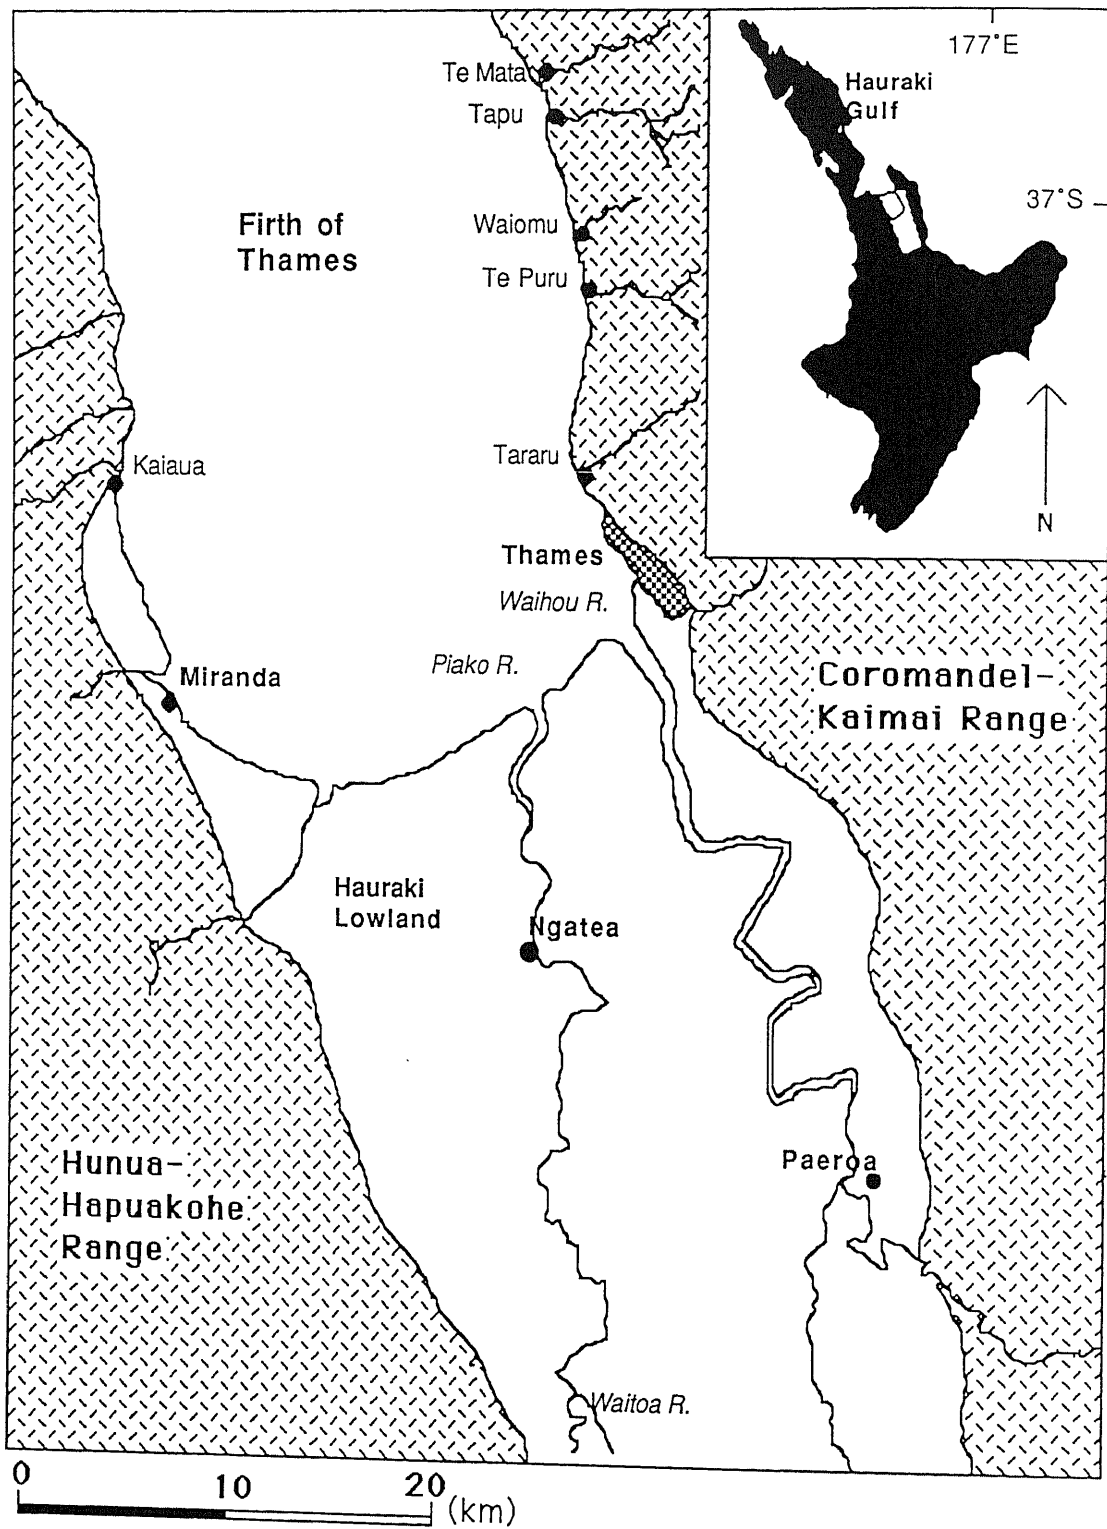 177°E
Te Mata
Hauraki
Gulf
Tapu
37°S
Firth of
Thames
Waiomu
Te Puru
Tararu
Kaiaua
N
Thames
Waihou R.
Piako R.
Miranda
Coromandel-
Kaimai Range
Hauraki
Lowland
Ngatea
Hunua-
Hapuakohe
Range
Paeroa
Waitoa R.
0 10 20 (km)